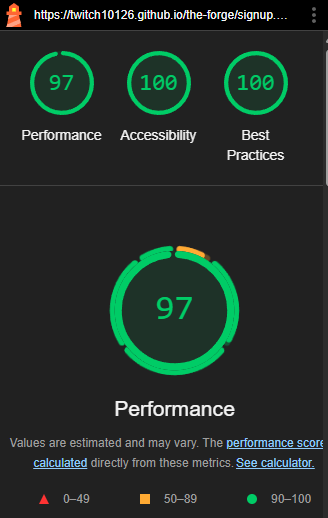 https://twitch10126.github.io/the-forge/signup....
97
100
100
Performance
Accessibility
Best
Practices
97
Performance
Values are estimated and may vary. The performance score
calculated directly from these metrics. See calculator.
0–49
50–89
90–100